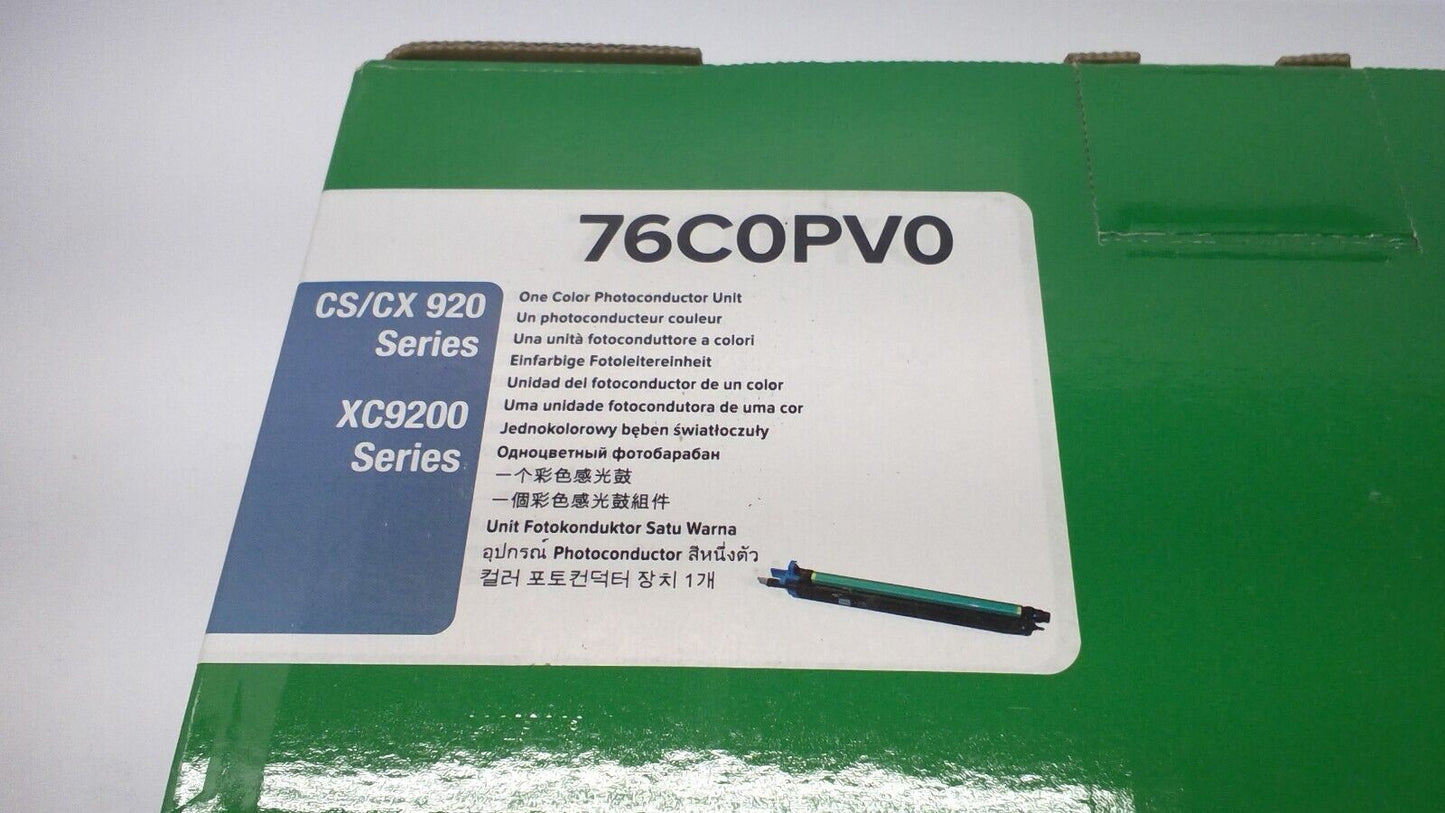 76C0PV0
CS/CX 920
Series
XC9200
Series
One Color Photoconductor Unit
Un photoconducteur couleur
Una unità fotoconduttore a colori
Einfarbige Fotoleitereinheit
Unidad del fotoconductor de un color
Uma unidade fotocondutora de uma cor
Jednokolorowy bęben światłoczuły
Одноцветный фотобарабан
一个彩色感光鼓
一個彩色感光鼓組件
Unit Fotokonduktor Satu Warna
อุปกรณ์ Photoconductor สีหนึ่งตัว
컬러 포토컨덕터 장치 1개